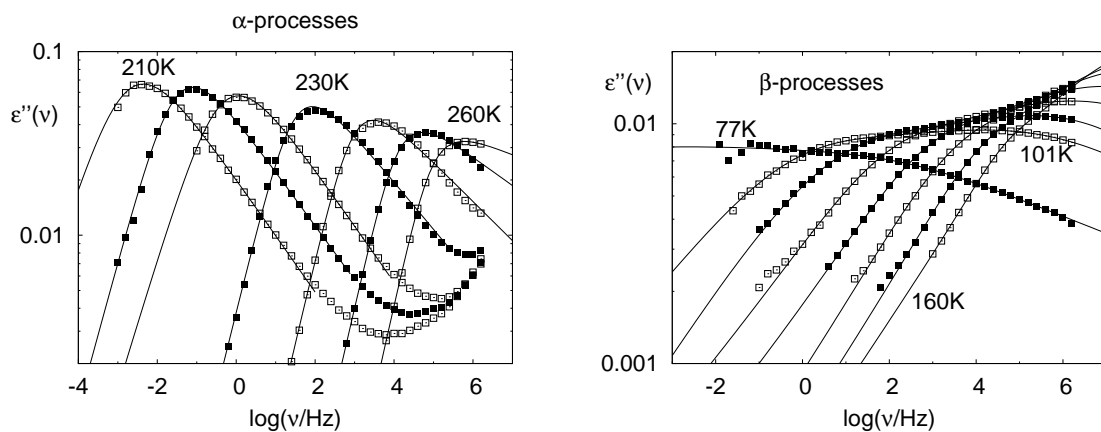 α-processes
0.1
210K
230K
260K
ε''(ν)
0.01
-4
-2
0
2
4
6
log(ν/Hz)
ε''(ν)
β-processes
0.01
77K
101K
160K
0.001
-2
0
2
4
6
log(ν/Hz)